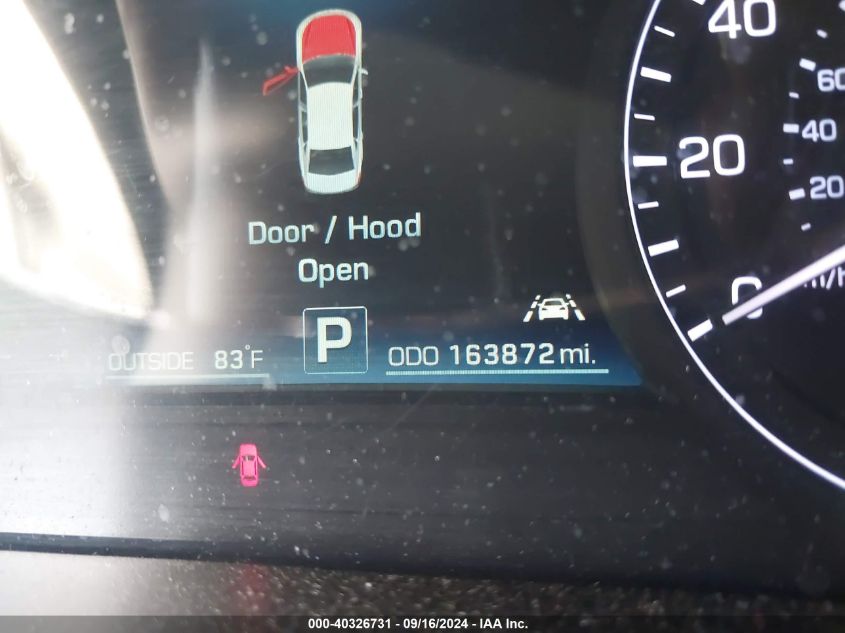 40
60
40
20
20
Door / Hood
Open
0
P
OUTSIDE 83°F
ODO 163872 mi.
000-40326731 - 09/16/2024 - IAA Inc.